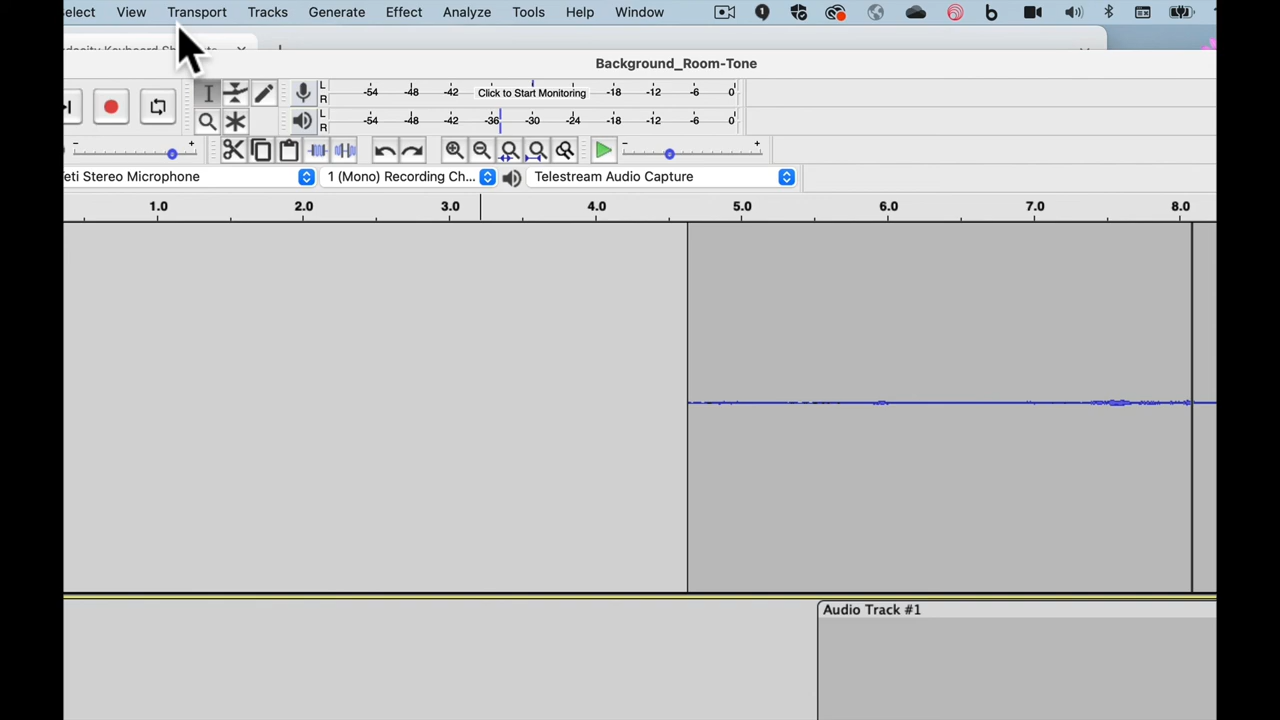 elect View Transport Tracks Generate Effect Analyze Tools Help Window
Background_Room-Tone
L
R
-54 -48 -42 Click to Start Monitoring -18 -12 -6 0
L
R
-54 -48 -42 -36 -30 -24 -18 -12 -6 0
- +
- +
eti Stereo Microphone 1 (Mono) Recording Ch... Telestream Audio Capture
1.0 2.0 3.0 4.0 5.0 6.0 7.0 8.0
Audio Track #1